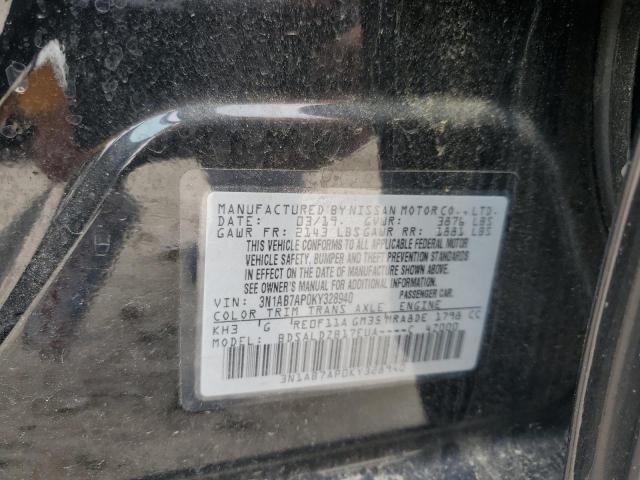 MANUFACTURED BY NISSAN MOTOR CO., LTD.
DATE: 03/19. GVWR: 3876 LBS
GAWR FR: 2143 LBS GAWR RR: 1881 LBS
THIS VEHICLE CONFORMS TO ALL APPLICABLE FEDERAL MOTOR
VEHICLE SAFETY, BUMPER AND THEFT PREVENTION STANDARDS
IN EFFECT ON THE DATE OF MANUFACTURE SHOWN ABOVE.
SEE OWNER'S MANUAL FOR ADDITIONAL INFORMATION.
VIN: 3N1AB7AP0KY328940 PASSENGER CAR.
COLOR TRIM TRANS AXLE ENGINE
KH3 G RE0F11A GM35 MRA8DE 1798 CC
MODEL: BDSALDZB17EUA----C 42000
3N1AB7AP0KY328940